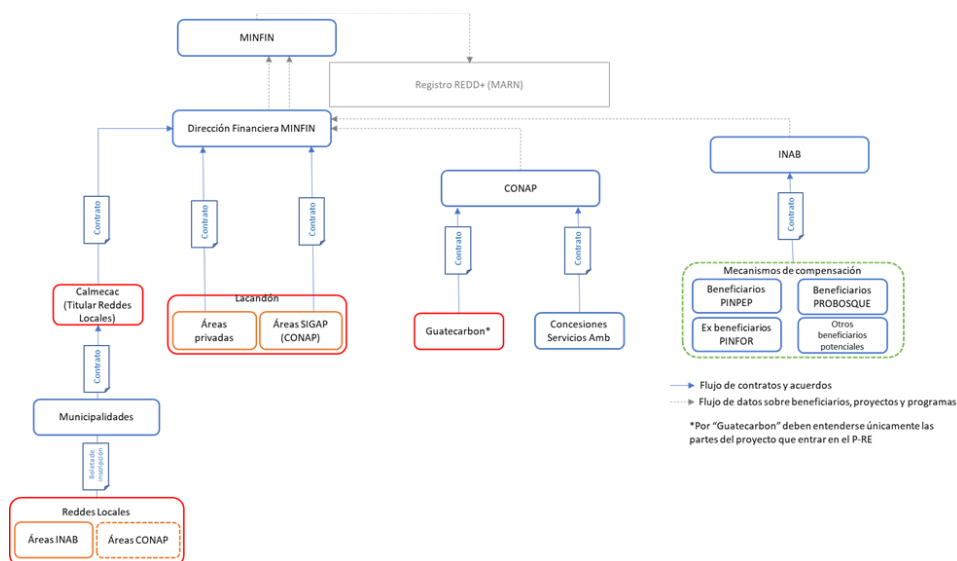 MINFIN
Registro REDD+ (MARN)
Dirección Financiera MINFIN
INAB
CONAP
Contrato
Contrato
Contrato
Contrato
Contrato
Contrato
Mecanismos de compensación
Beneficiarios
PINPEP
Beneficiarios
PROBOSQUE
Ex beneficiarios
PINFOR
Otros
beneficiarios
potenciales
Calmecac
(Titular Reddes
Locales)
Lacandón
Áreas
privadas
Áreas SIGAP
(CONAP)
Guatecarbon*
Concesiones
Servicios Amb
Contrato
Municipalidades
Flujo de contratos y acuerdos
Flujo de datos sobre beneficiarios, proyectos y programas
*Por “Guatecarbon” deben entenderse únicamente las
partes del proyecto que entrar en el P-RE
Boleta de
inscripción
Reddes Locales
Áreas INAB
Áreas CONAP